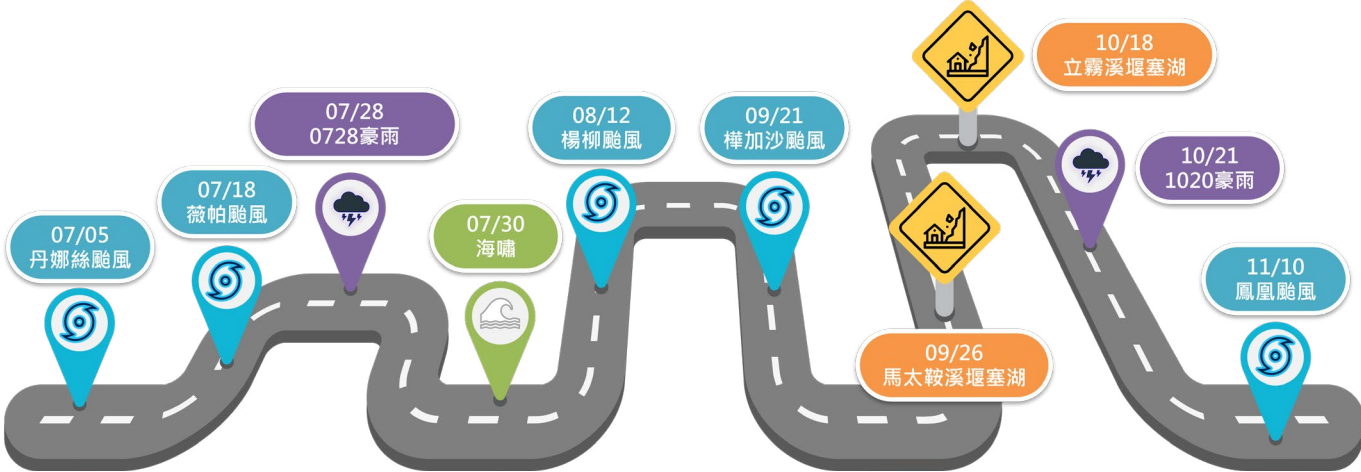 07/05
丹娜絲颱風
07/18
薇帕颱風
07/28
0728豪雨
07/30
海嘯
08/12
楊柳颱風
09/21
樺加沙颱風
09/26
馬太鞍溪堰塞湖
10/18
立霧溪堰塞湖
10/21
1020豪雨
11/10
鳳凰颱風